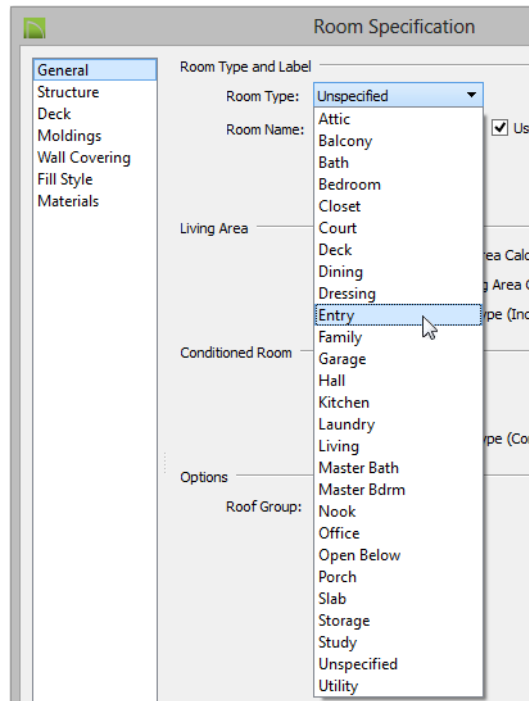 Room Specification
General
Structure
Deck
Moldings
Wall Covering
Fill Style
Materials
Room Type and Label
Room Type: Unspecified
Room Name:
Attic
Balcony
Bath
Bedroom
Closet
Court
Deck
Dining
Dressing
Entry
Family
Garage
Hall
Kitchen
Laundry
Living
Master Bath
Master Bdrm
Nook
Office
Open Below
Porch
Slab
Storage
Study
Unspecified
Utility
Living Area
Conditioned Room
Options
Roof Group: